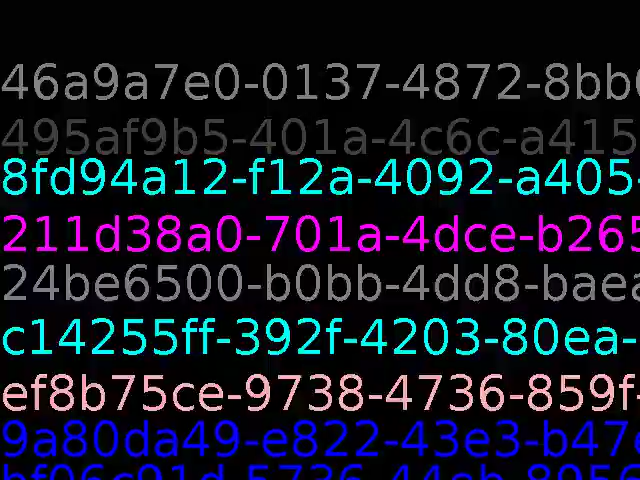 46a9a7e0-0137-4872-8bb
495af9b5-401a-4c6c-a415
8fd94a12-f12a-4092-a405-
211d38a0-701a-4dce-b265
24be6500-b0bb-4dd8-baea
c14255ff-392f-4203-80ea-
ef8b75ce-9738-4736-859f-
9a80da49-e822-43e3-b47